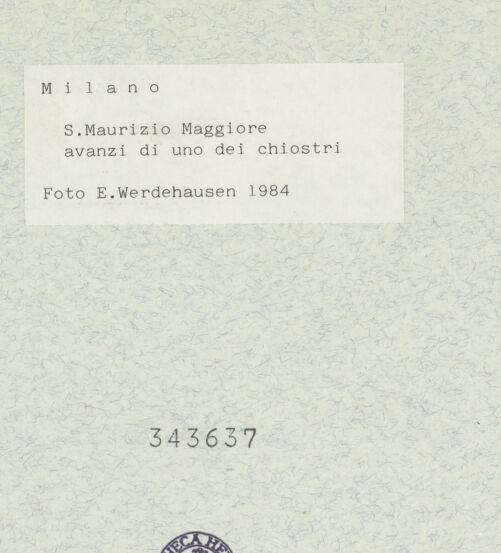 M i l a n o
S.Maurizio Maggiore
avanzi di uno dei chiostri
Foto E.Werdehausen 1984
343637